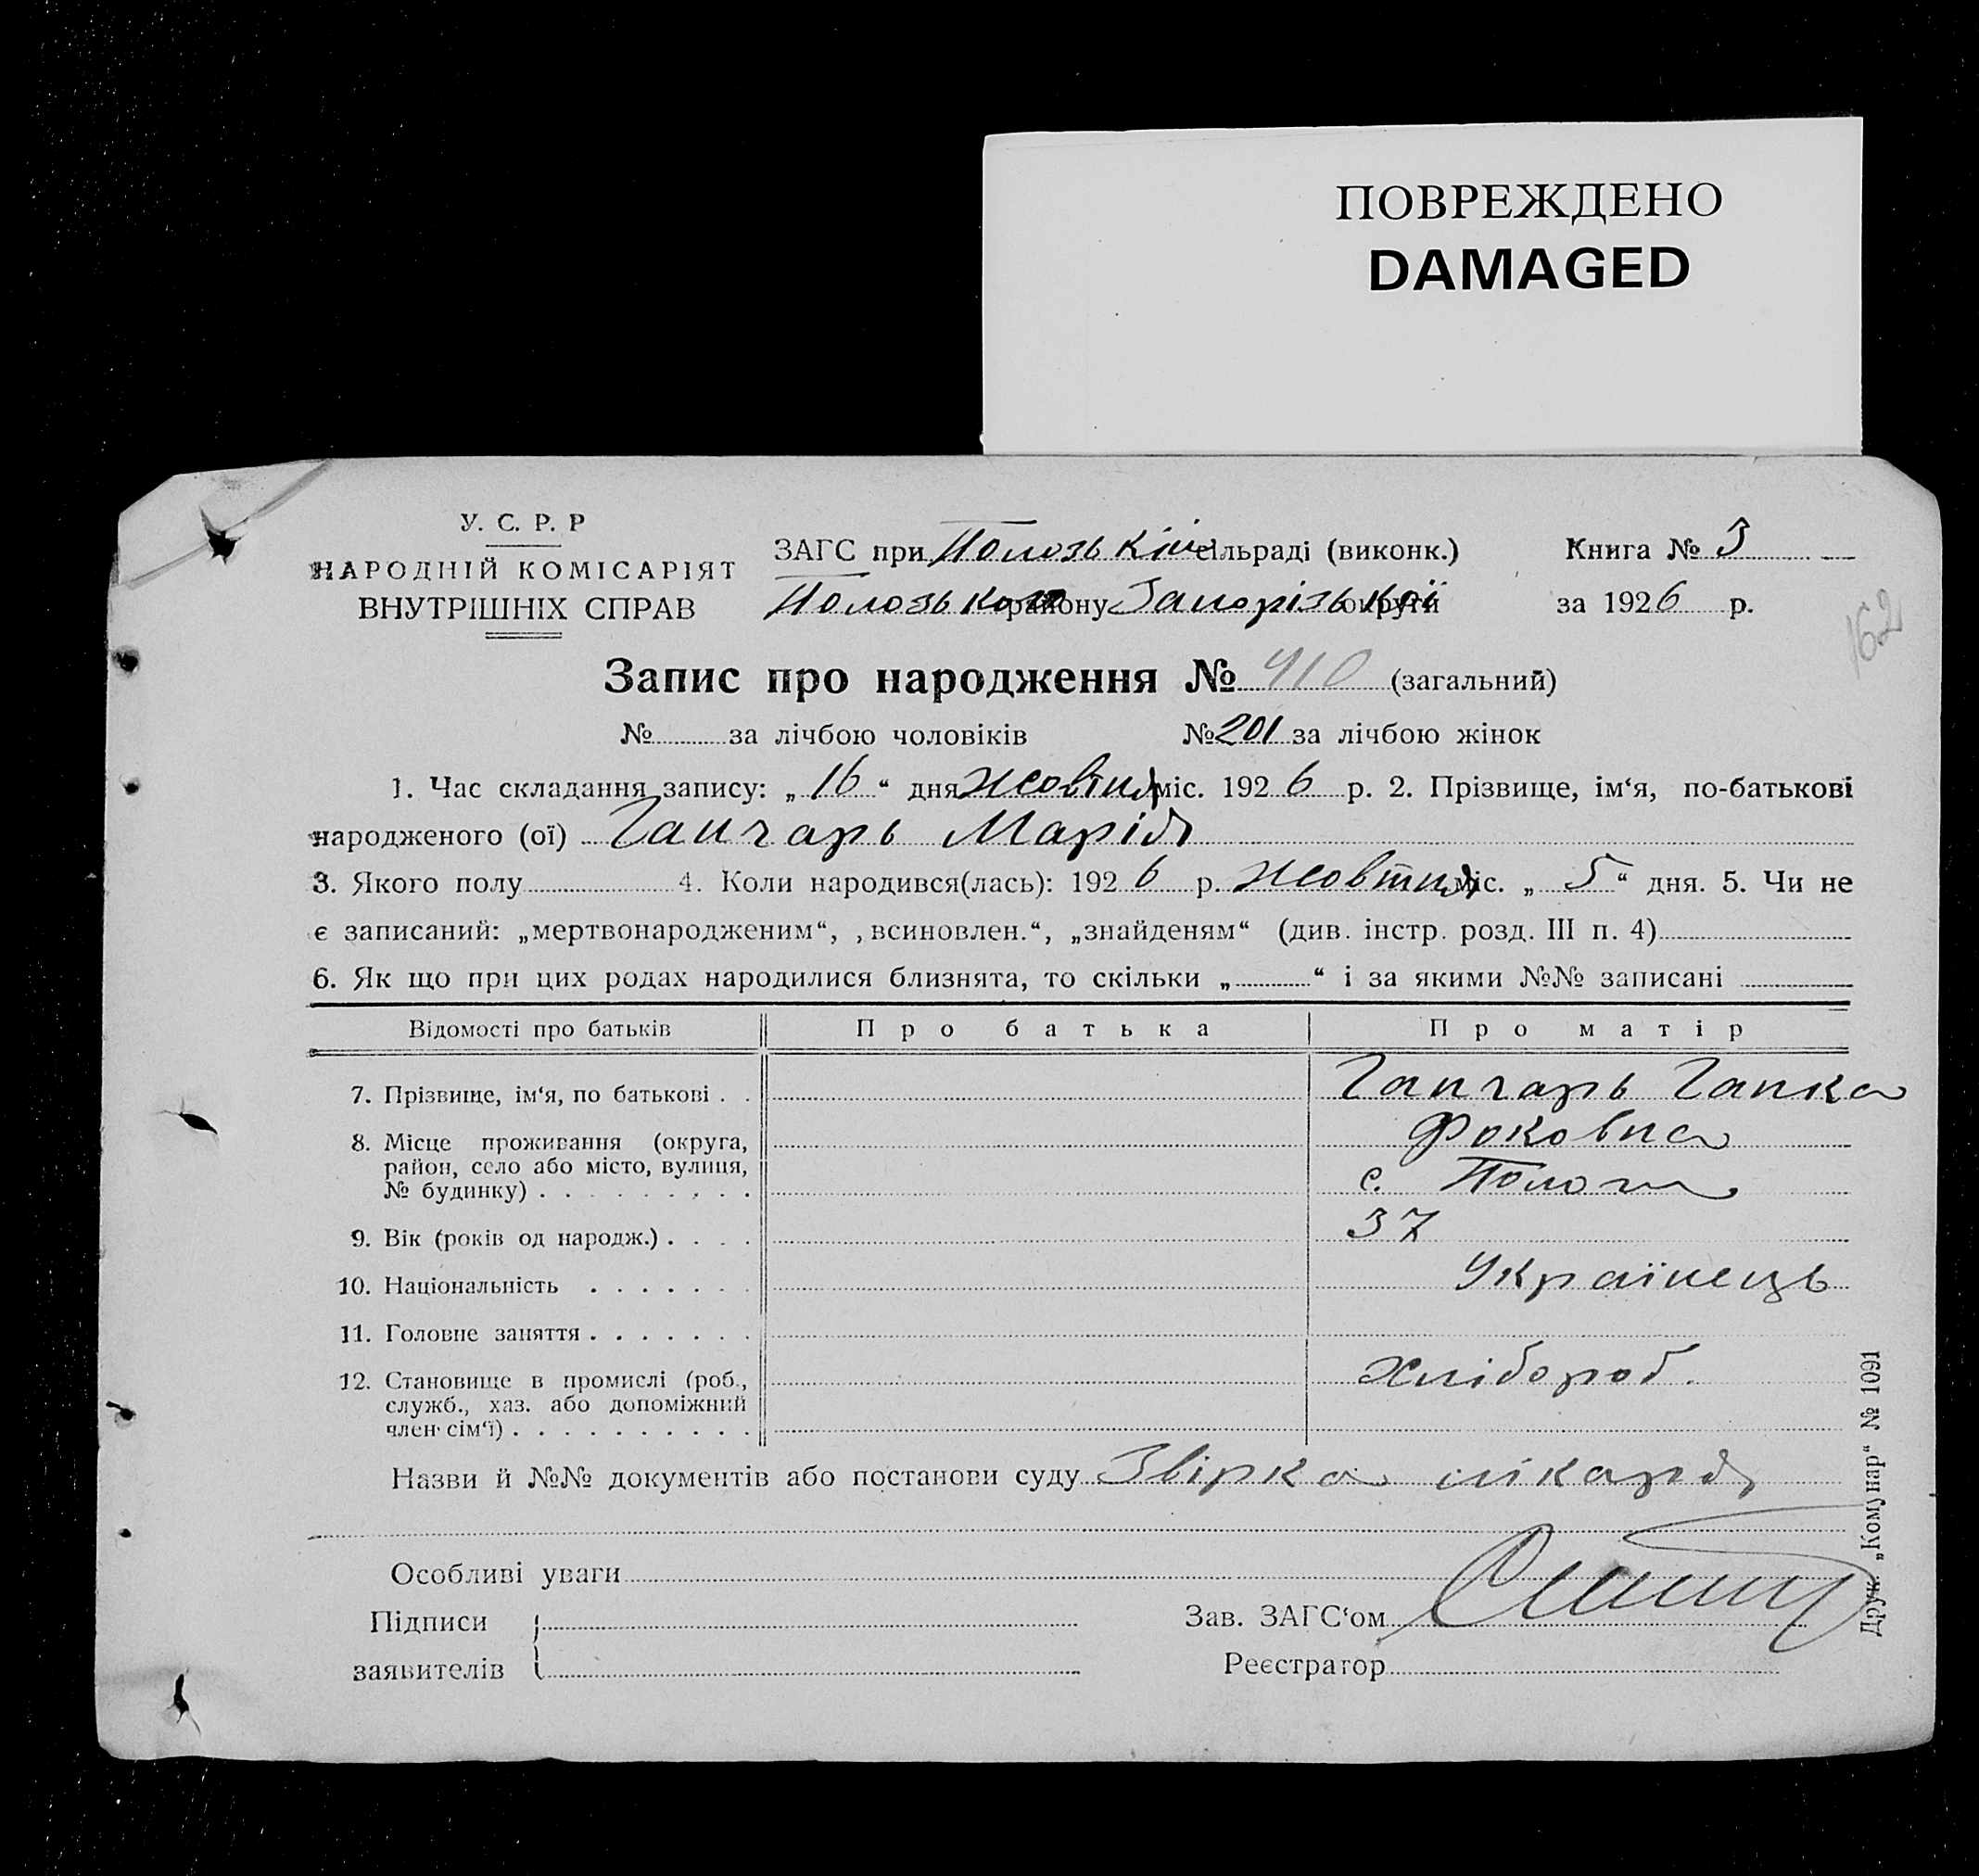 ПОВРЕЖДЕНО
DAMAGED
У. С. Р. Р
НАРОДНІЙ КОМІСАРІЯТ
ВНУТРІШНІХ СПРАВ
ЗАГС при Пологській сільраді (виконк.)
Книга № 3
Пологського району Запорізької округи
за 1926 р.
162
Запис про народження № 410 (загальний)
№ за лічбою чоловіків № 201 за лічбою жінок
1. Час складання запису: „16“ дня жовтня міс. 1926 р. 2. Прізвище, ім‘я, по-батькові
народженого (ої) Гапчарь Марія
3. Якого полу 4. Коли народився(лась): 1926 р. жовтня міс. „5“ дня. 5. Чи не
є записаний: „мертвонародженим“, „всиновлен.“, „знайденям“ (див. інстр. розд. III п. 4)
6. Як що при цих родах народилися близнята, то скільки „ “ і за якими №№ записані
Відомості про батьків Про батька Про матір
7. Прізвище, ім‘я, по батькові . . Гапчарь Гапка
Фоковна
8. Місце проживання (округа,
район, село або місто, вулиця,
№ будинку) . . . . . . . . . с. Пологи
9. Вік (років од народж.) . . . . 37
10. Національність . . . . . . . Українець
11. Головне заняття . . . . . . .
12. Становище в промислі (роб., Хлібороб.
служб., хаз. або допоміжний
член сім‘ї) . . . . . . . . . .
Назви й №№ документів або постанови суду лікаря
Особливі уваги
Підписи
заявителів
Зав. ЗАГС‘ом
Реєстратор
Друк. „Комунар“ № 1091